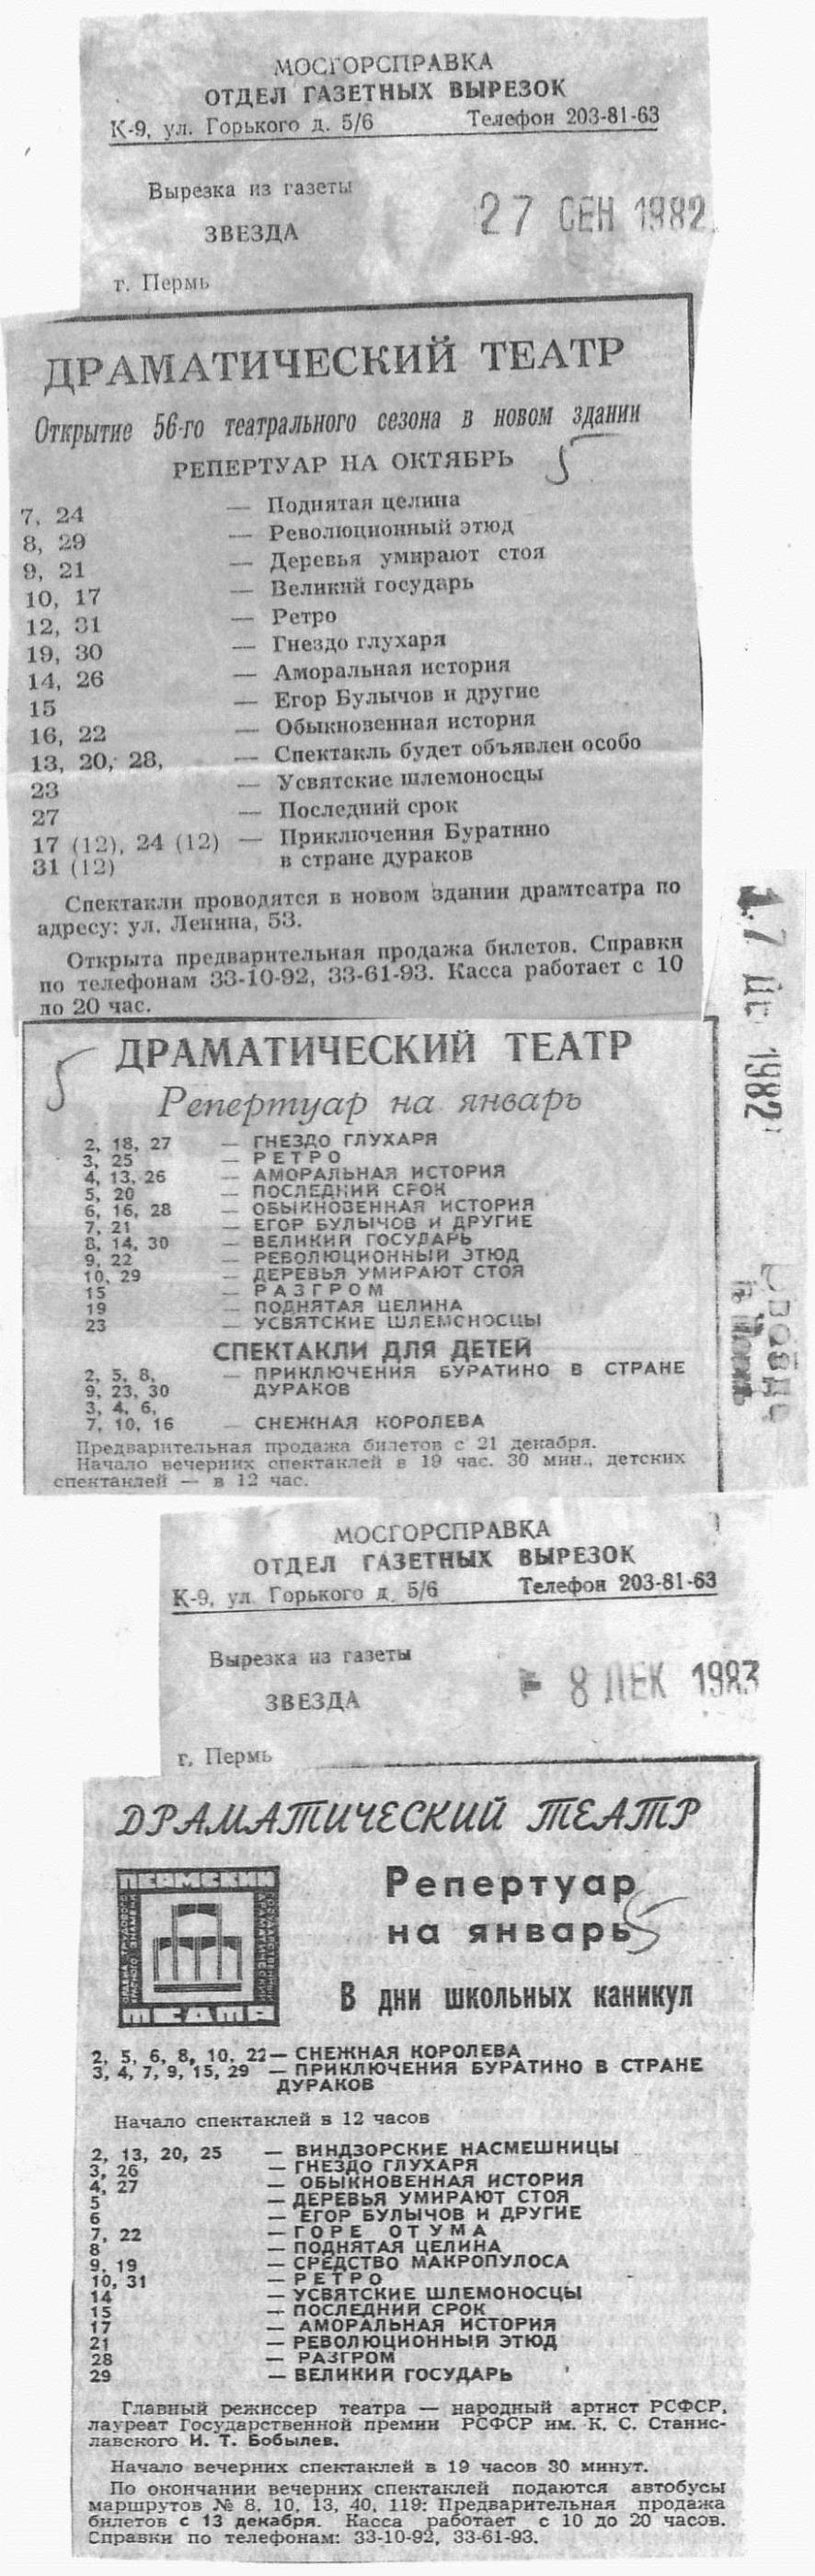 МОСГОРСПРАВКА
ОТДЕЛ ГАЗЕТНЫХ ВЫРЕЗОК
К-9, ул. Горького д. 5/6 Телефон 203-81-63
Вырезка из газеты
ЗВЕЗДА
27 СЕН 1982
г. Пермь
ДРАМАТИЧЕСКИЙ ТЕАТР
Открытие 56-го театрального сезона в новом здании
РЕПЕРТУАР НА ОКТЯБРЬ
7, 24 — Поднятая целина
8, 29 — Революционный этюд
9, 21 — Деревья умирают стоя
10, 17 — Великий государь
12, 31 — Ретро
19, 30 — Гнездо глухаря
14, 26 — Аморальная история
15 — Егор Булычов и другие
16, 22 — Обыкновенная история
13, 20, 28, — Спектакль будет объявлен особо
23 — Усвятские шлемоносцы
27 — Последний срок
17 (12), 24 (12) — Приключения Буратино
31 (12) в стране дураков
Спектакли проводятся в новом здании драмтеатра по
адресу: ул. Ленина, 53.
Открыта предварительная продажа билетов. Справки
по телефонам 33-10-92, 33-61-93. Касса работает с 10
до 20 час.
17 1982
ДРАМАТИЧЕСКИЙ ТЕАТР
Репертуар на январь
2, 18, 27 — ГНЕЗДО ГЛУХАРЯ
3, 25 — РЕТРО
4, 13, 26 — АМОРАЛЬНАЯ ИСТОРИЯ
5, 20 — ПОСЛЕДНИЙ СРОК
6, 16, 28 — ОБЫКНОВЕННАЯ ИСТОРИЯ
7, 21 — ЕГОР БУЛЫЧОВ И ДРУГИЕ
8, 14, 30 — ВЕЛИКИЙ ГОСУДАРЬ
9, 22 — РЕВОЛЮЦИОННЫЙ ЭТЮД
10, 29 — ДЕРЕВЬЯ УМИРАЮТ СТОЯ
15 — РАЗГРОМ
19 — ПОДНЯТАЯ ЦЕЛИНА
23 — УСВЯТСКИЕ ШЛЕМОНОСЦЫ
СПЕКТАКЛИ ДЛЯ ДЕТЕЙ
2, 5, 8, — ПРИКЛЮЧЕНИЯ БУРАТИНО В СТРАНЕ
9, 23, 30 ДУРАКОВ
3, 4, 6,
7, 10, 16 — СНЕЖНАЯ КОРОЛЕВА
Предварительная продажа билетов с 21 декабря.
Начало вечерних спектаклей в 19 час. 30 мин., детских
спектаклей — в 12 час.
МОСГОРСПРАВКА
ОТДЕЛ ГАЗЕТНЫХ ВЫРЕЗОК
К-9, ул. Горького д. 5/6 Телефон 203-81-63
Вырезка из газеты
ЗВЕЗДА
8 ДЕК 1983
г. Пермь
ДРАМАТИЧЕСКИЙ ТЕАТР
ПЕРМСКИЙ
ТЕАТР
Репертуар
на январь
В дни школьных каникул
2, 5, 6, 8, 10, 22 — СНЕЖНАЯ КОРОЛЕВА
3, 4, 7, 9, 15, 29 — ПРИКЛЮЧЕНИЯ БУРАТИНО В СТРАНЕ
ДУРАКОВ
Начало спектаклей в 12 часов
2, 13, 20, 25 — ВИНДЗОРСКИЕ НАСМЕШНИЦЫ
3, 26 — ГНЕЗДО ГЛУХАРЯ
4, 27 — ОБЫКНОВЕННАЯ ИСТОРИЯ
5 — ДЕРЕВЬЯ УМИРАЮТ СТОЯ
6 — ЕГОР БУЛЫЧОВ И ДРУГИЕ
7, 22 — ГОРЕ ОТ УМА
8 — ПОДНЯТАЯ ЦЕЛИНА
9, 19 — СРЕДСТВО МАКРОПУЛОСА
10, 31 — РЕТРО
14 — УСВЯТСКИЕ ШЛЕМОНОСЦЫ
15 — ПОСЛЕДНИЙ СРОК
17 — АМОРАЛЬНАЯ ИСТОРИЯ
21 — РЕВОЛЮЦИОННЫЙ ЭТЮД
28 — РАЗГРОМ
29 — ВЕЛИКИЙ ГОСУДАРЬ
Главный режиссер театра — народный артист РСФСР,
лауреат Государственной премии РСФСР им. К. С. Станис-
лавского И. Т. Бобылев.
Начало вечерних спектаклей в 19 часов 30 минут.
По окончании вечерних спектаклей подаются автобусы
маршрутов № 8, 10, 13, 40, 119: Предварительная продажа
билетов с 13 декабря. Касса работает с 10 до 20 часов.
Справки по телефонам: 33-10-92, 33-61-93.